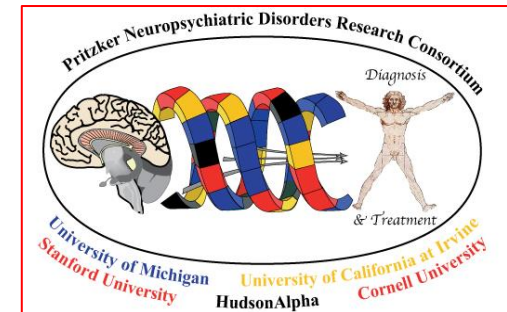 Pritzker Neuropsychiatric Disorders Research Consortium
Diagnosis
& Treatment
University of Michigan
Stanford University
University of California at Irvine
Cornell University
HudsonAlpha